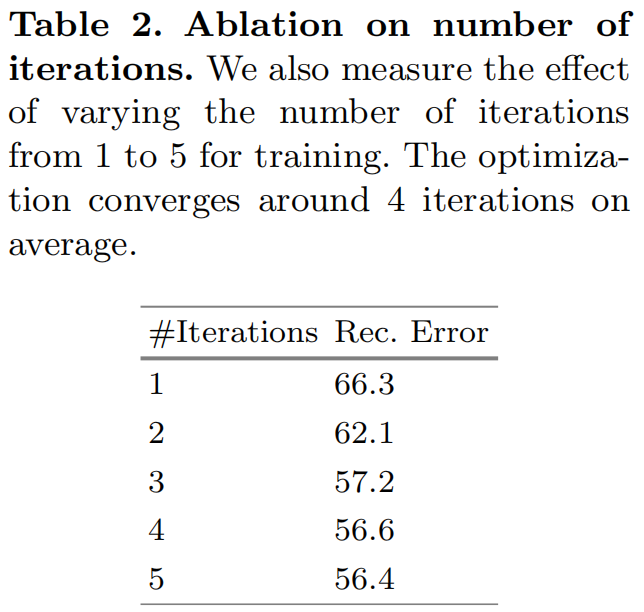 Table 2. Ablation on number of
iterations. We also measure the effect
of varying the number of iterations
from 1 to 5 for training. The optimiza-
tion converges around 4 iterations on
average.
#Iterations Rec. Error
1 66.3
2 62.1
3 57.2
4 56.6
5 56.4